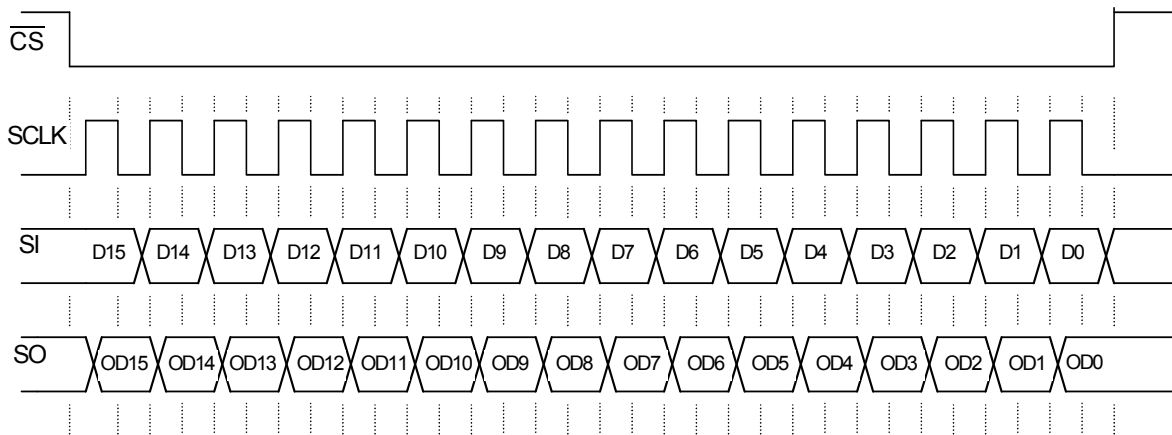 CS
SCLK
SI D15 D14 D13 D12 D11 D10 D9 D8 D7 D6 D5 D4 D3 D2 D1 D0
SO OD15 OD14 OD13 OD12 OD11 OD10 OD9 OD8 OD7 OD6 OD5 OD4 OD3 OD2 OD1 OD0